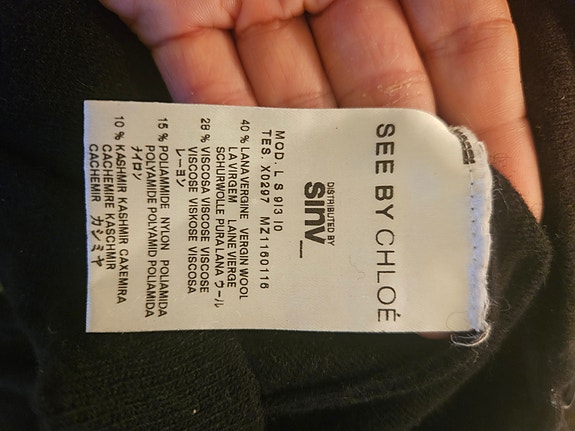 SEE BY CHLOÉ
DISTRIBUTED BY
sinv_
MOD. L S 913 10
TES. X0297 MZ1160116
40 % LANA VERGINE VERGIN WOOL
LA VIRGEM LAINE VIERGE
SCHURWOLLE PURA LANA ウール
28 % VISCOSA VISCOSE VISCOSE
VISCOSE VISKOSE VISCOSA
レーヨン
15 % POLIAMMIDE NYLON POLIAMIDA
POLYAMIDE POLYAMID POLIAMIDA
ナイロン
10 % KASHMIR KASHMIR CAXEMIRA
CACHEMIRE KASCHMIR
CACHEMIR カシミヤ